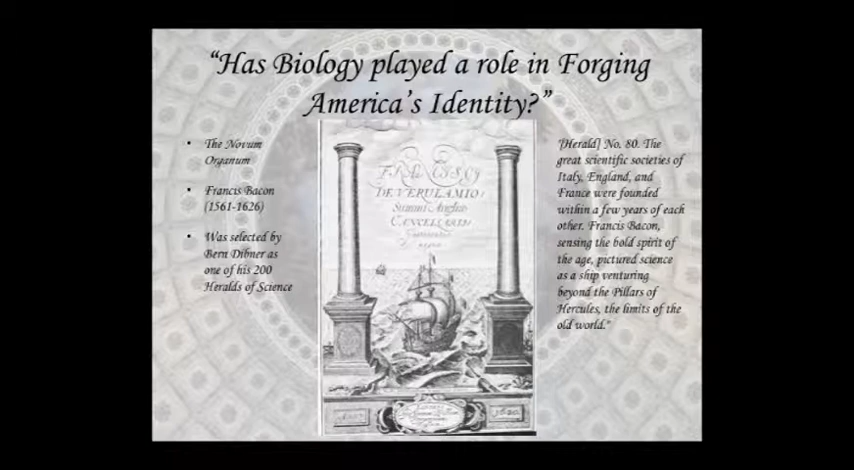 “Has Biology played a role in Forging
America’s Identity?”
• The Novum
Organum
• Francis Bacon
(1561-1626)
• Was selected by
Bern Dibner as
one of his 200
Heralds of Science
FRANCISCI
DE VERULAMIO
Summi Angliae
CANCELLARII
"[Herald] No. 80. The
great scientific societies of
Italy, England, and
France were founded
within a few years of each
other. Francis Bacon,
sensing the bold spirit of
the age, pictured science
as a ship venturing
beyond the Pillars of
Hercules, the limits of the
old world."